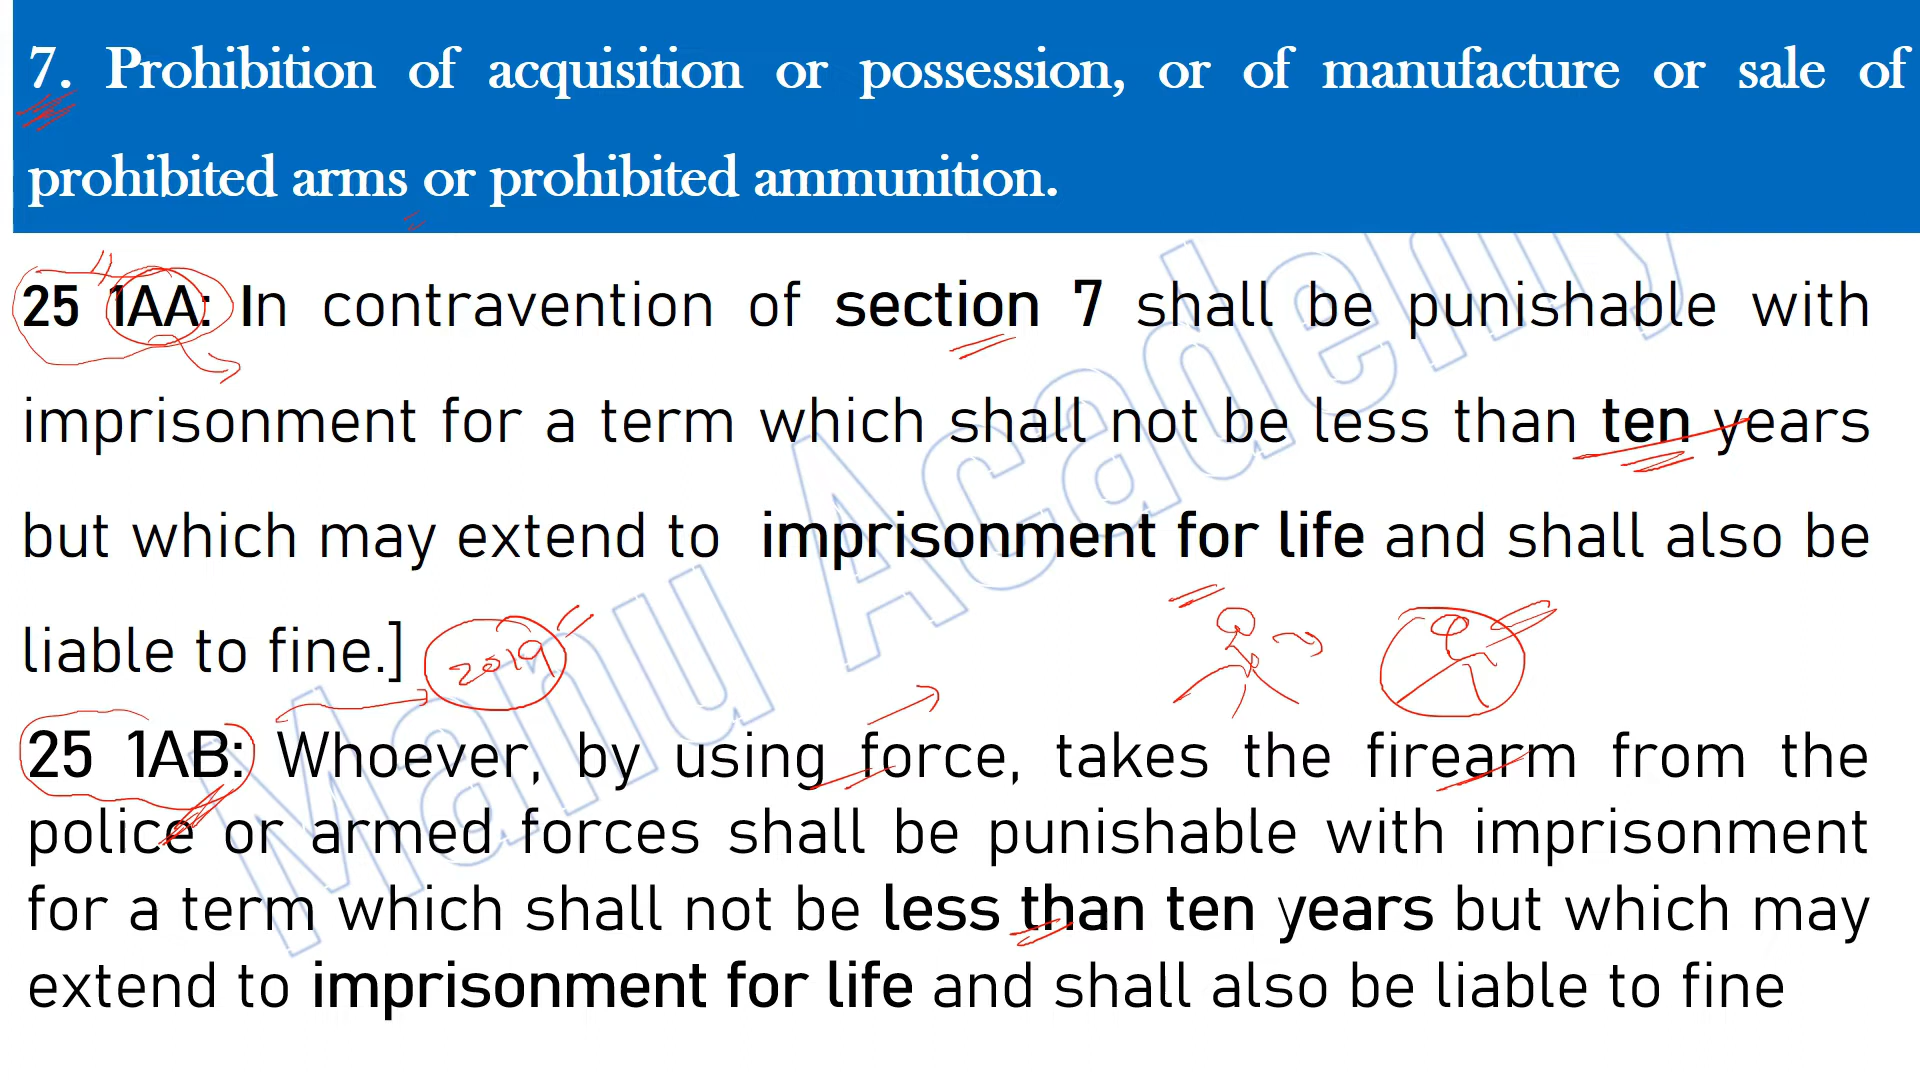 7. Prohibition of acquisition or possession, or of manufacture or sale of
prohibited arms or prohibited ammunition.
25 1AA: In contravention of section 7 shall be punishable with
imprisonment for a term which shall not be less than ten years
but which may extend to imprisonment for life and shall also be
liable to fine.] 2019
25 1AB: Whoever, by using force, takes the firearm from the
police or armed forces shall be punishable with imprisonment
for a term which shall not be less than ten years but which may
extend to imprisonment for life and shall also be liable to fine
Manu Academy